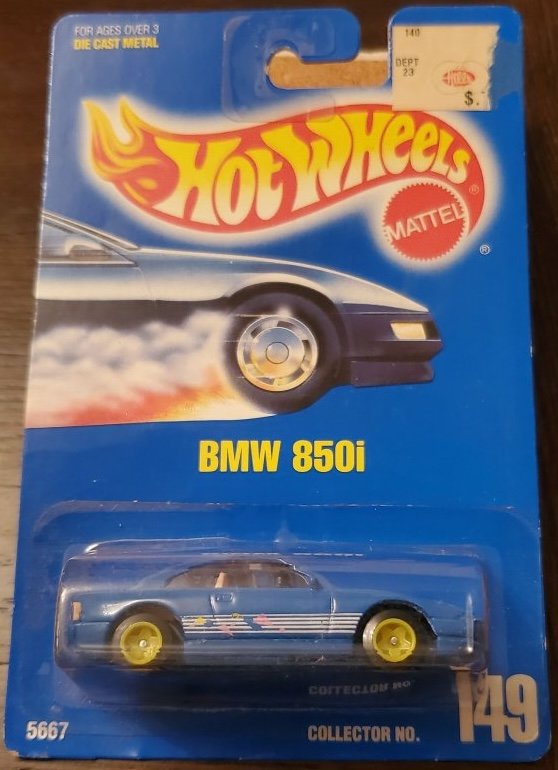 FOR AGES OVER 3
DIE CAST METAL
140
DEPT
23
$.
HOT WHEELS
®
MATTEL
®
BMW 850i
COLLECTOR NO.
5667
COLLECTOR NO.
149